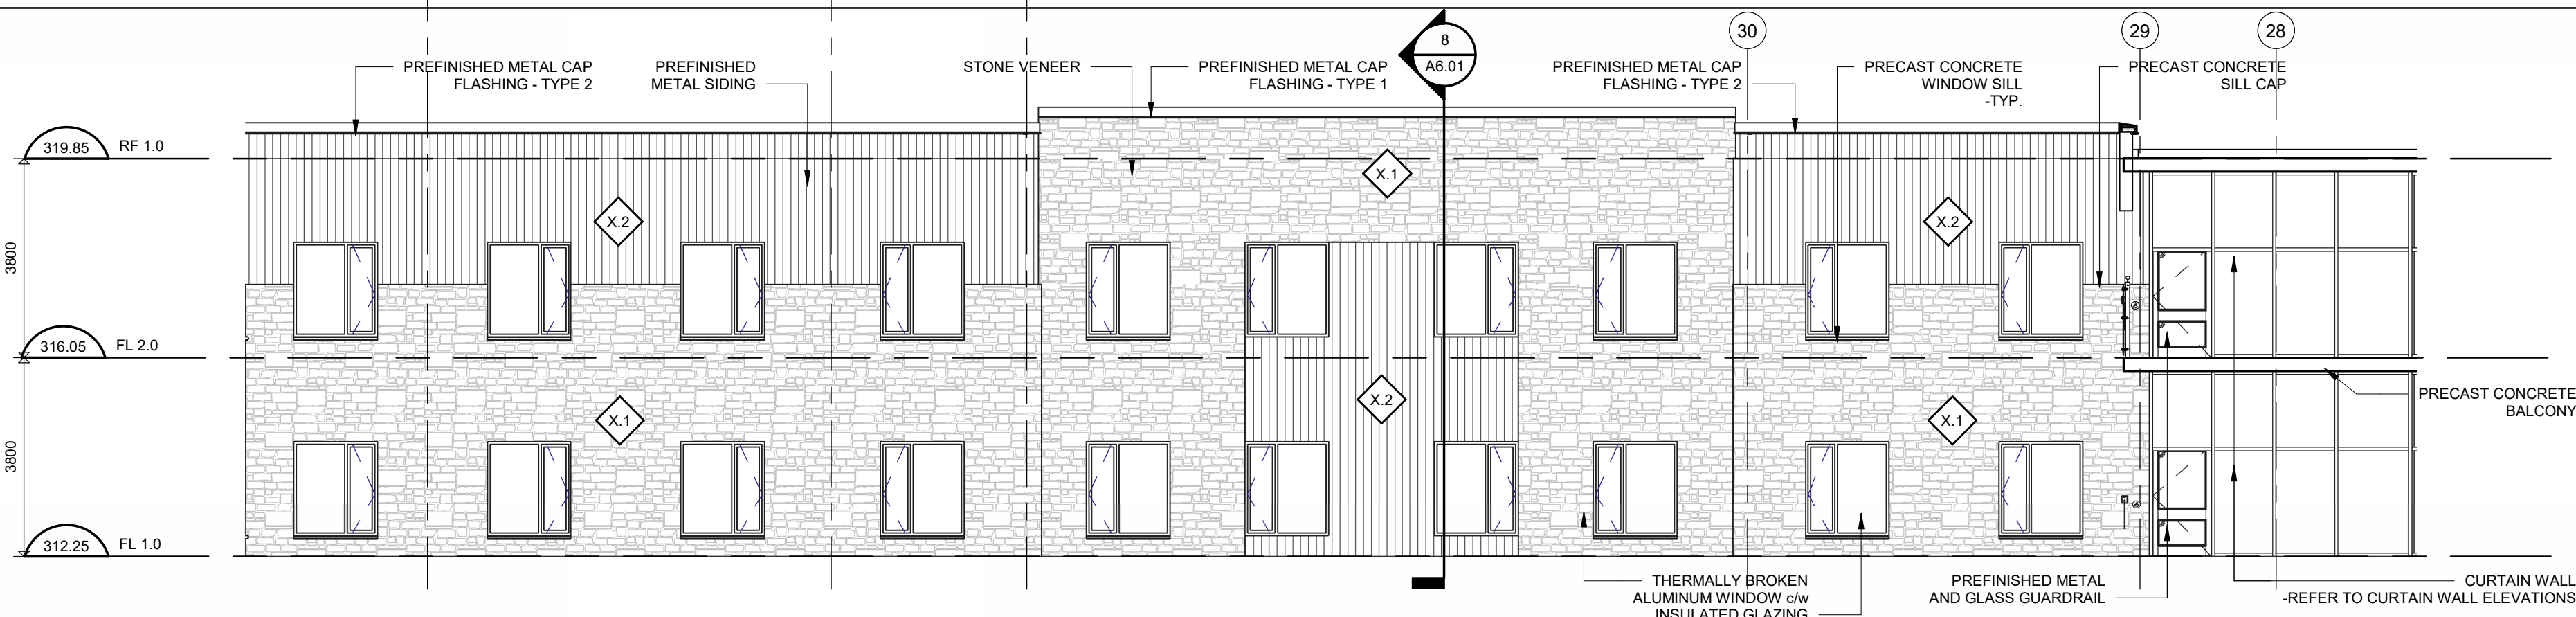 8
A6.01
30
29
28
PREFINISHED METAL CAP
FLASHING - TYPE 2
PREFINISHED
METAL SIDING
STONE VENEER
PREFINISHED METAL CAP
FLASHING - TYPE 1
PREFINISHED METAL CAP
FLASHING - TYPE 2
PRECAST CONCRETE
WINDOW SILL
-TYP.
PRECAST CONCRETE
SILL CAP
319.85
RF 1.0
X.1
X.2
X.2
3800
316.05
FL 2.0
X.2
PRECAST CONCRETE
BALCONY
X.1
X.1
3800
312.25
FL 1.0
THERMALLY BROKEN
ALUMINUM WINDOW c/w
INSULATED GLAZING
PREFINISHED METAL
AND GLASS GUARDRAIL
CURTAIN WALL
-REFER TO CURTAIN WALL ELEVATIONS